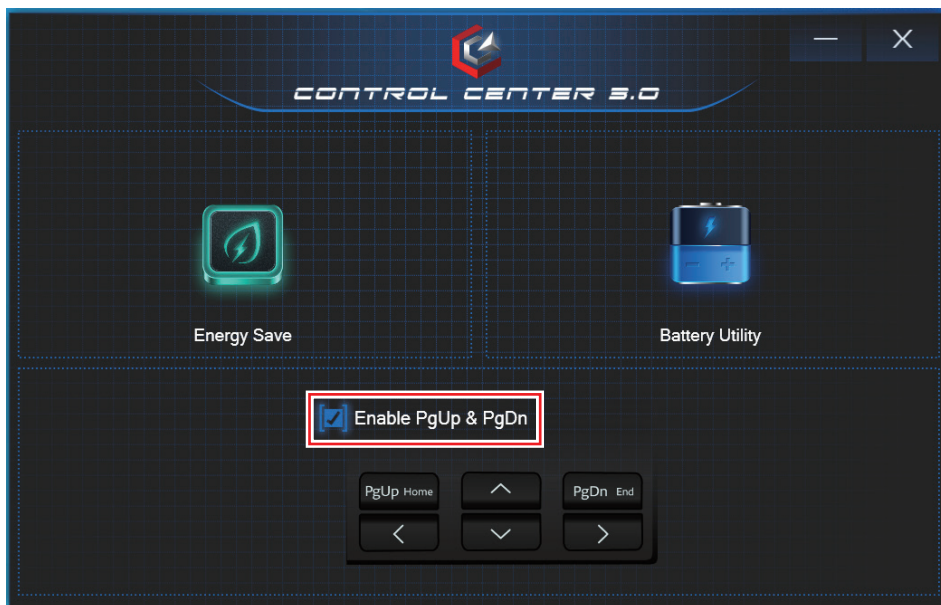 CONTROL CENTER 3.0
Energy Save
Battery Utility
Enable PgUp & PgDn
PgUp Home
PgDn End